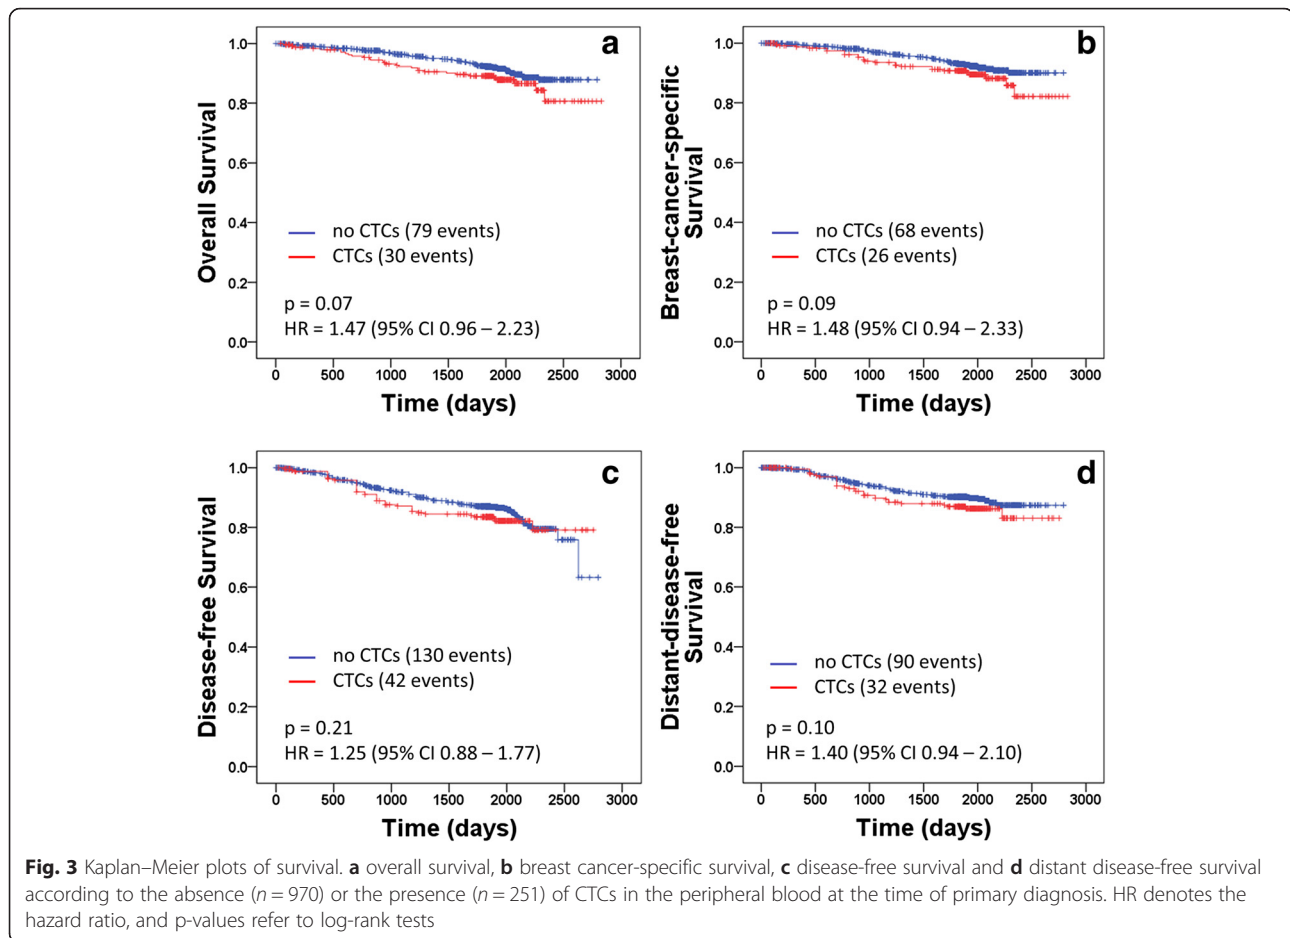 a
1.0
0.8
0.6
0.4
0.2
0.0
Overall Survival
no CTCs (79 events)
CTCs (30 events)
p = 0.07
HR = 1.47 (95% CI 0.96 – 2.23)
0 500 1000 1500 2000 2500 3000
Time (days)
b
1.0
0.8
0.6
0.4
0.2
0.0
Breast-cancer-specific
Survival
no CTCs (68 events)
CTCs (26 events)
p = 0.09
HR = 1.48 (95% CI 0.94 – 2.33)
0 500 1000 1500 2000 2500 3000
Time (days)
c
1.0
0.8
0.6
0.4
0.2
0.0
Disease-free Survival
no CTCs (130 events)
CTCs (42 events)
p = 0.21
HR = 1.25 (95% CI 0.88 – 1.77)
0 500 1000 1500 2000 2500 3000
Time (days)
d
1.0
0.8
0.6
0.4
0.2
0.0
Distant-disease-free
Survival
no CTCs (90 events)
CTCs (32 events)
p = 0.10
HR = 1.40 (95% CI 0.94 – 2.10)
0 500 1000 1500 2000 2500 3000
Time (days)
Fig. 3 Kaplan–Meier plots of survival. a overall survival, b breast cancer-specific survival, c disease-free survival and d distant disease-free survival
according to the absence (n = 970) or the presence (n = 251) of CTCs in the peripheral blood at the time of primary diagnosis. HR denotes the
hazard ratio, and p-values refer to log-rank tests